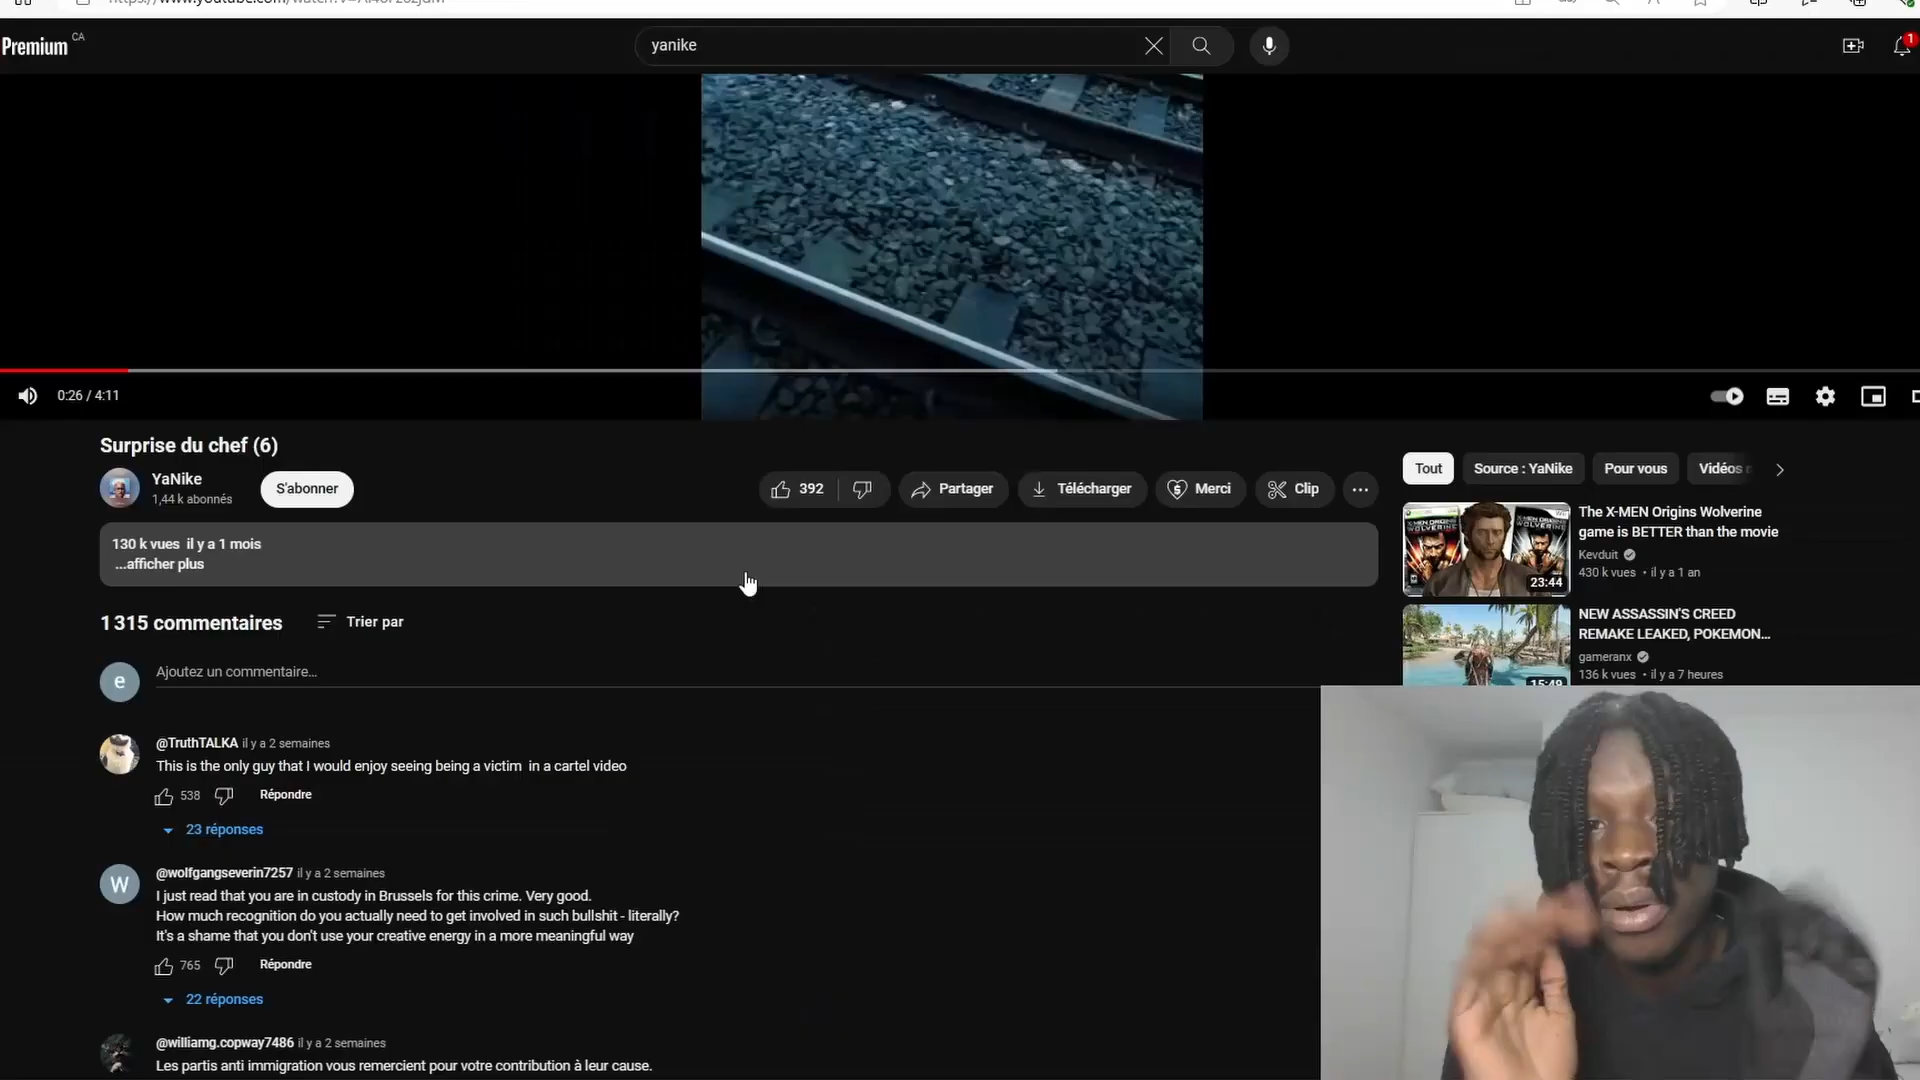 Premium CA
yanike
1
0:26 / 4:11
Surprise du chef (6)
YaNike
1,44 k abonnés
S'abonner
392
Partager
Télécharger
Merci
Clip
130 k vues il y a 1 mois
...afficher plus
1 315 commentaires
Trier par
e
Ajoutez un commentaire...
@TruthTALKA il y a 2 semaines
This is the only guy that I would enjoy seeing being a victim in a cartel video
538
Répondre
23 réponses
W
@wolfgangseverin7257 il y a 2 semaines
I just read that you are in custody in Brussels for this crime. Very good.
How much recognition do you actually need to get involved in such bullshit - literally?
It's a shame that you don't use your creative energy in a more meaningful way
765
Répondre
22 réponses
@williamg.copway7486 il y a 2 semaines
Les partis anti immigration vous remercient pour votre contribution à leur cause.
Tout
Source : YaNike
Pour vous
Vidéos
The X-MEN Origins Wolverine
game is BETTER than the movie
Kevduit
430 k vues • il y a 1 an
23:44
NEW ASSASSIN'S CREED
REMAKE LEAKED, POKEMON...
gameranx
136 k vues • il y a 7 heures
15:49